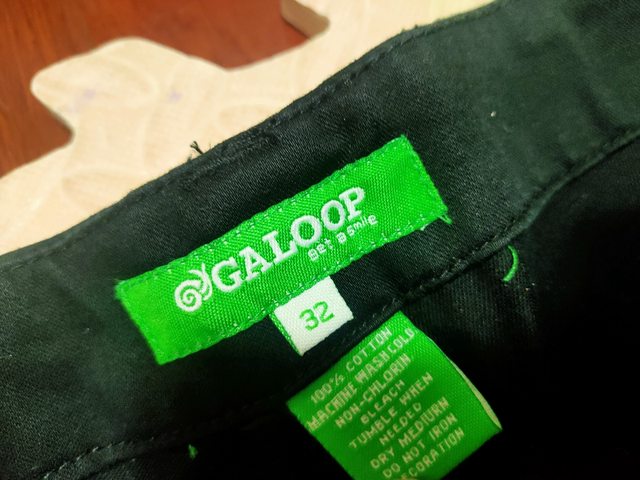 GALOOP
get a smile
32
100% COTTON
MACHINE WASH COLD
NON-CHLORIN
BLEACH
TUMBLE WHEN
NEEDED
DRY MEDIUM
DO NOT IRON
DECORATION